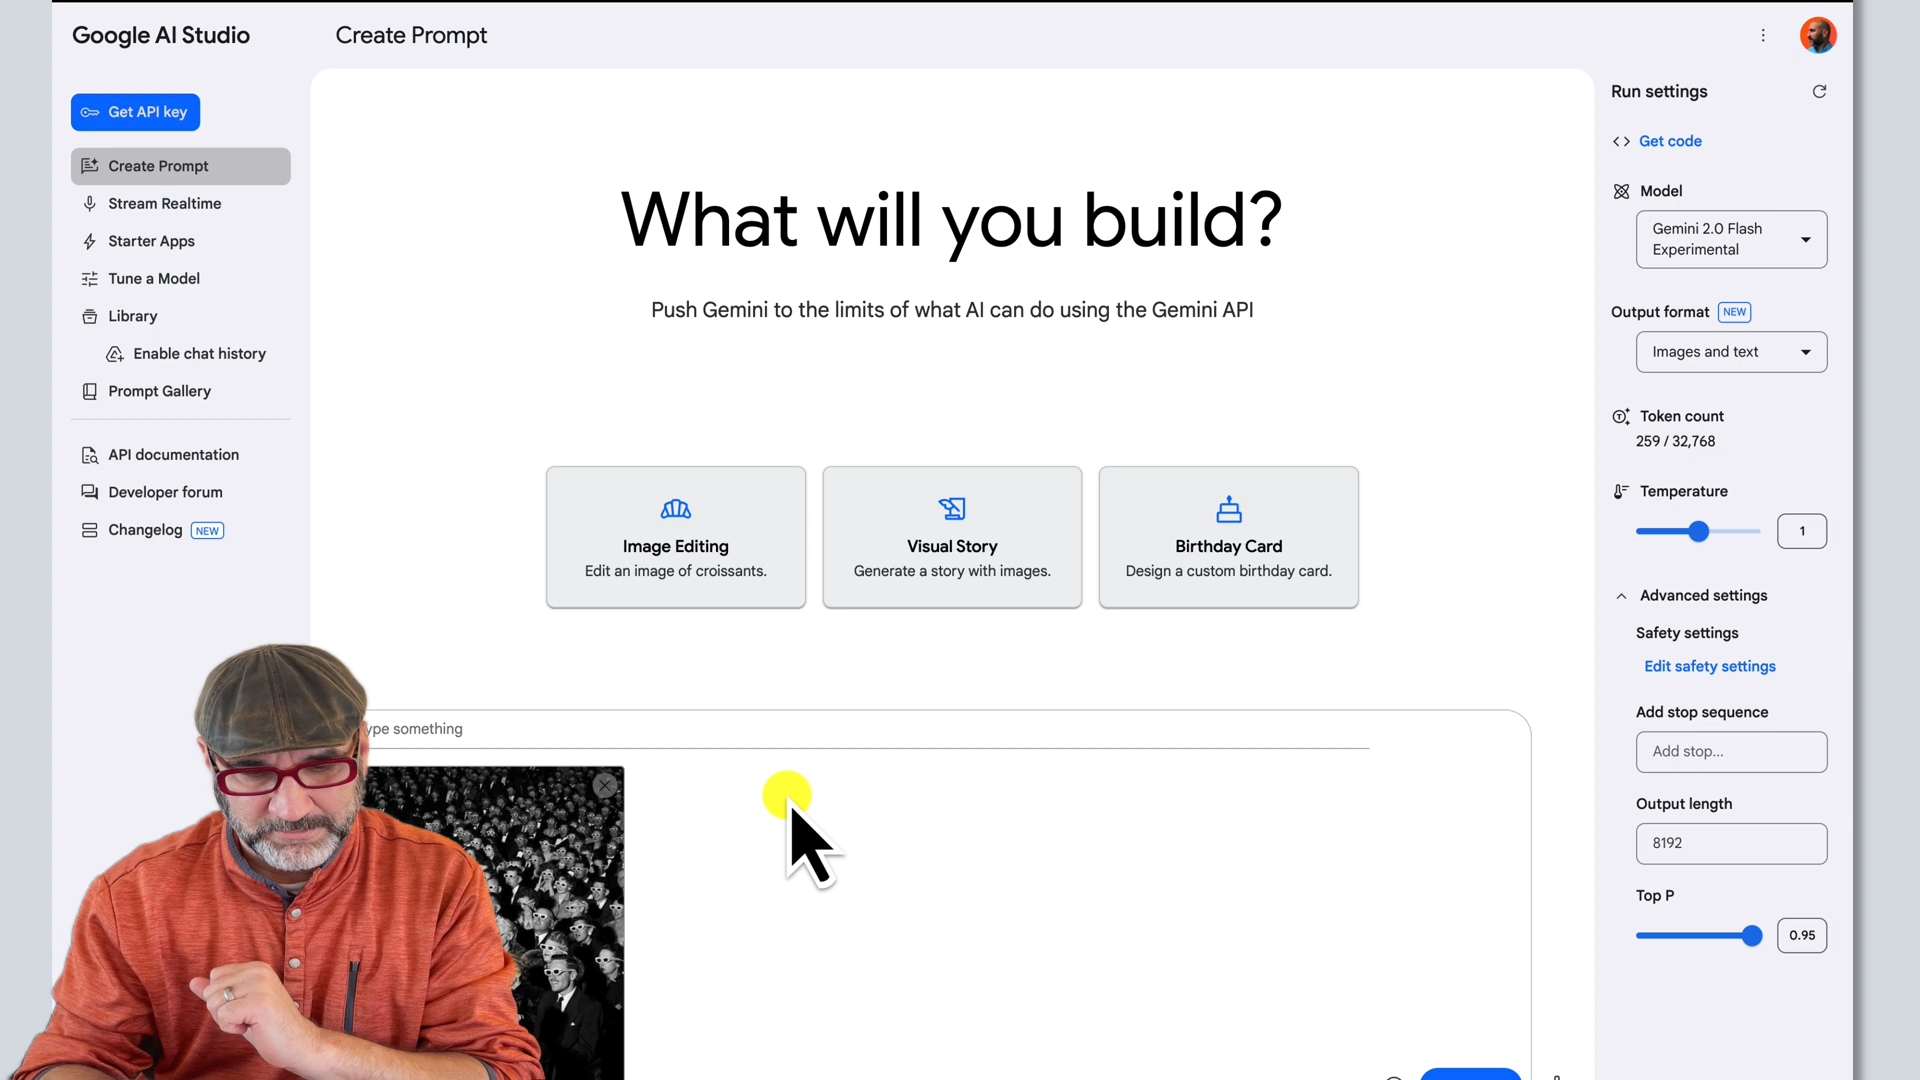 Google AI Studio
Create Prompt
Get API key
Create Prompt
Stream Realtime
Starter Apps
Tune a Model
Library
Enable chat history
Prompt Gallery
API documentation
Developer forum
Changelog NEW
What will you build?
Push Gemini to the limits of what AI can do using the Gemini API
Image Editing
Edit an image of croissants.
Visual Story
Generate a story with images.
Birthday Card
Design a custom birthday card.
ype something
Run settings
Get code
Model
Gemini 2.0 Flash
Experimental
Output format NEW
Images and text
Token count
259 / 32,768
Temperature
1
Advanced settings
Safety settings
Edit safety settings
Add stop sequence
Add stop...
Output length
8192
Top P
0.95